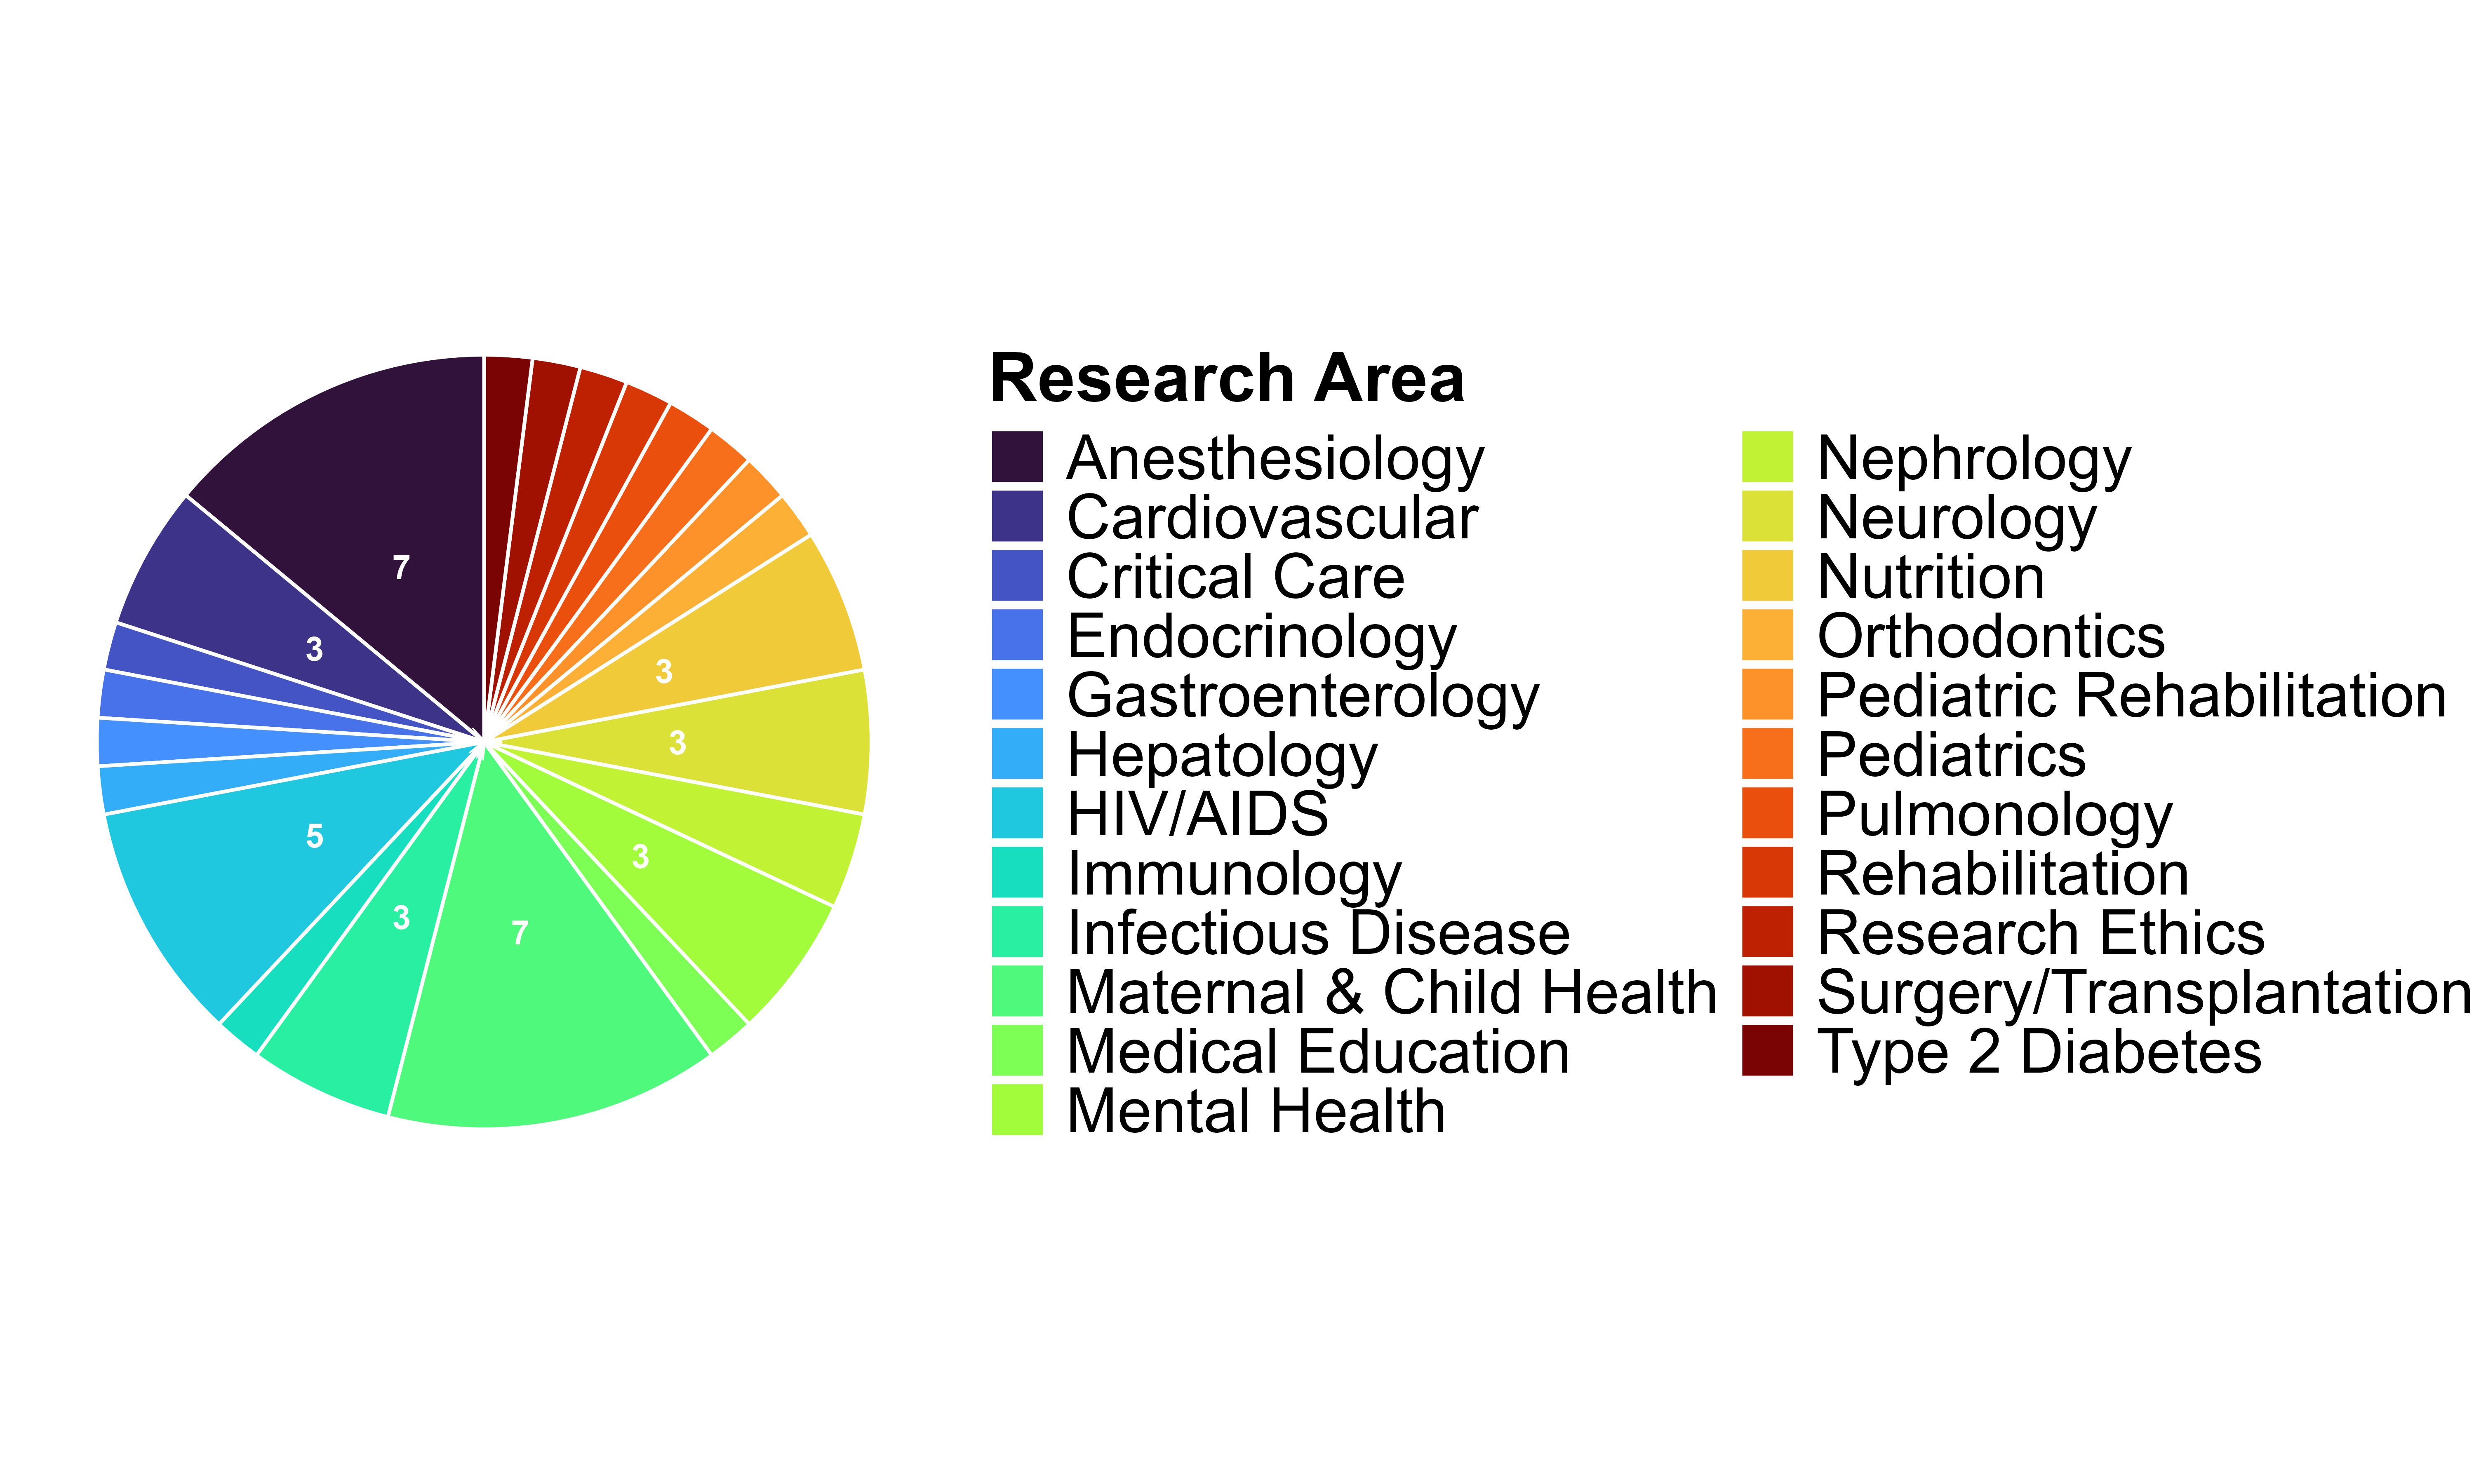 7
3
3
3
3
5
3
7
Research Area
Anesthesiology
Cardiovascular
Critical Care
Endocrinology
Gastroenterology
Hepatology
HIV//AIDS
Immunology
Infectious Disease
Maternal & Child Health
Medical Education
Mental Health
Nephrology
Neurology
Nutrition
Orthodontics
Pediatric Rehabilitation
Pediatrics
Pulmonology
Rehabilitation
Research Ethics
Surgery/Transplantation
Type 2 Diabetes